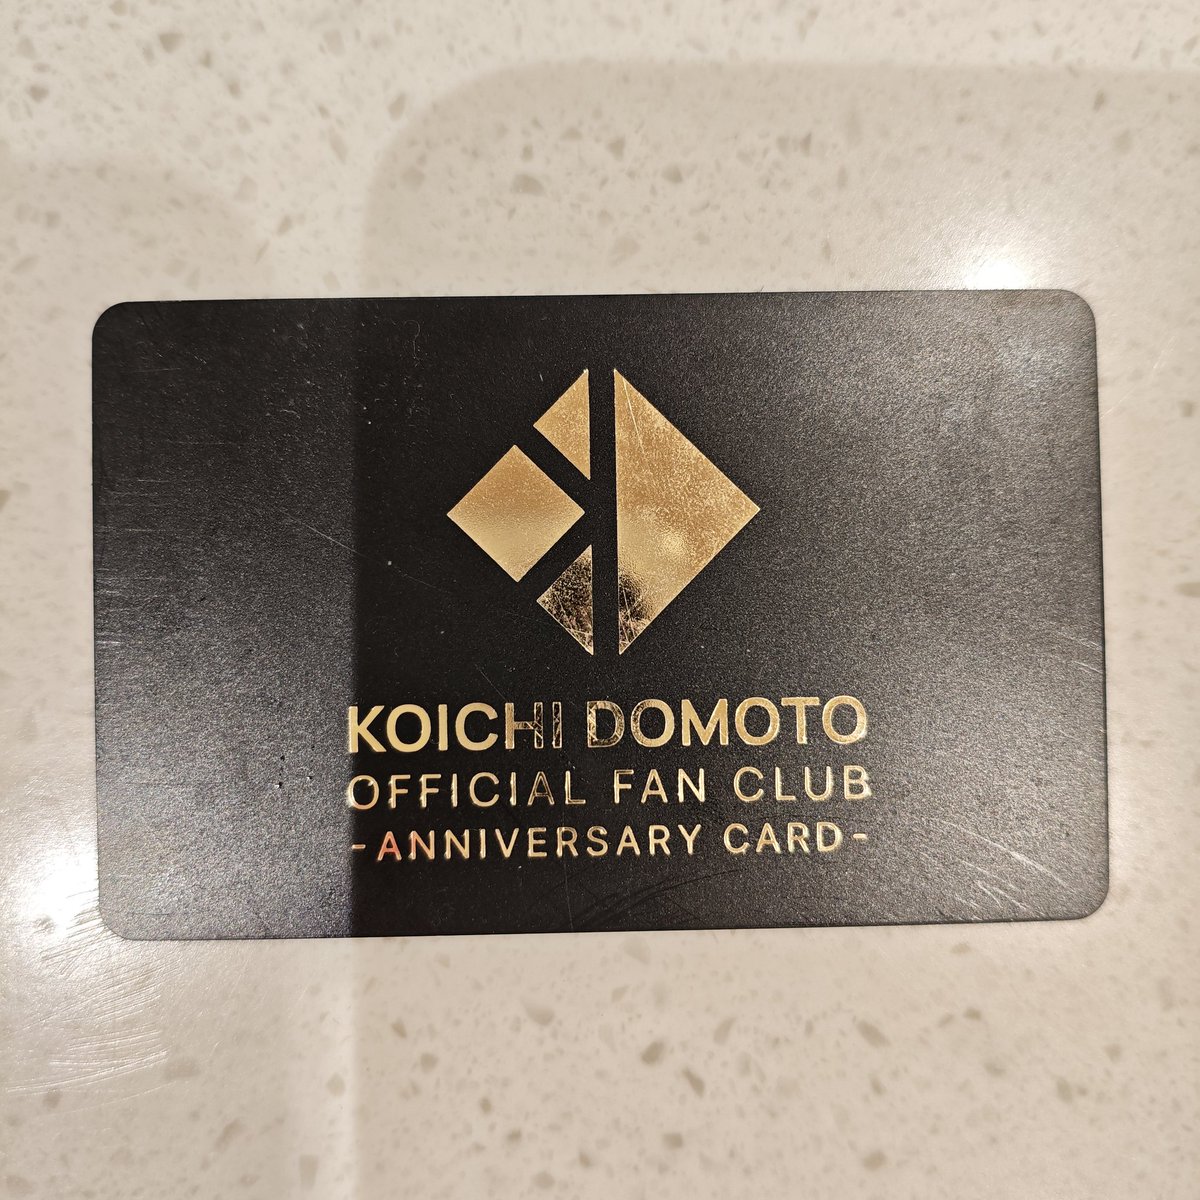 KOICHI DOMOTO
OFFICIAL FAN CLUB
-ANNIVERSARY CARD-